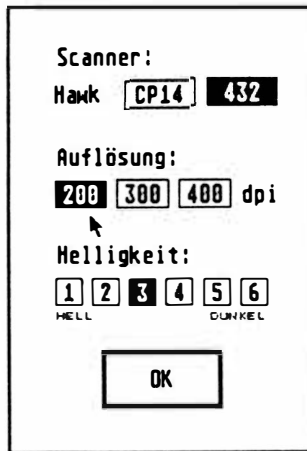 Scanner:
Hawk CP14 432
Auflösung:
200 300 400 dpi
Helligkeit:
1 2 3 4 5 6
HELL DUNKEL
OK